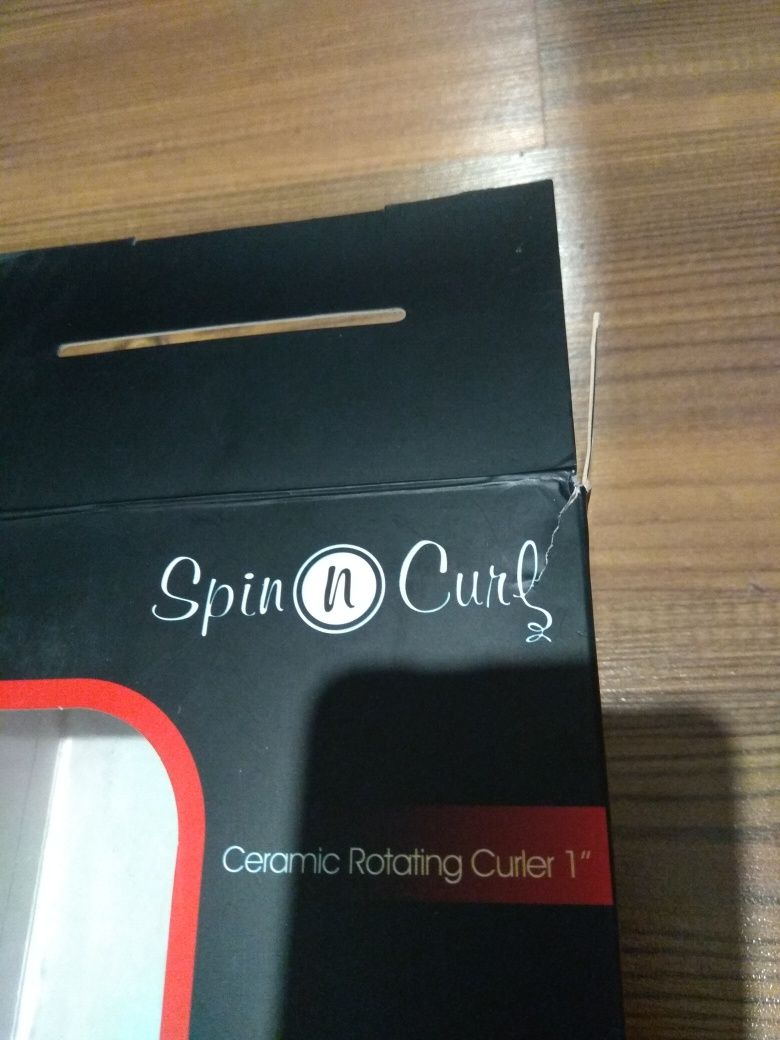 Spin n Curl
Ceramic Rotating Curler 1"